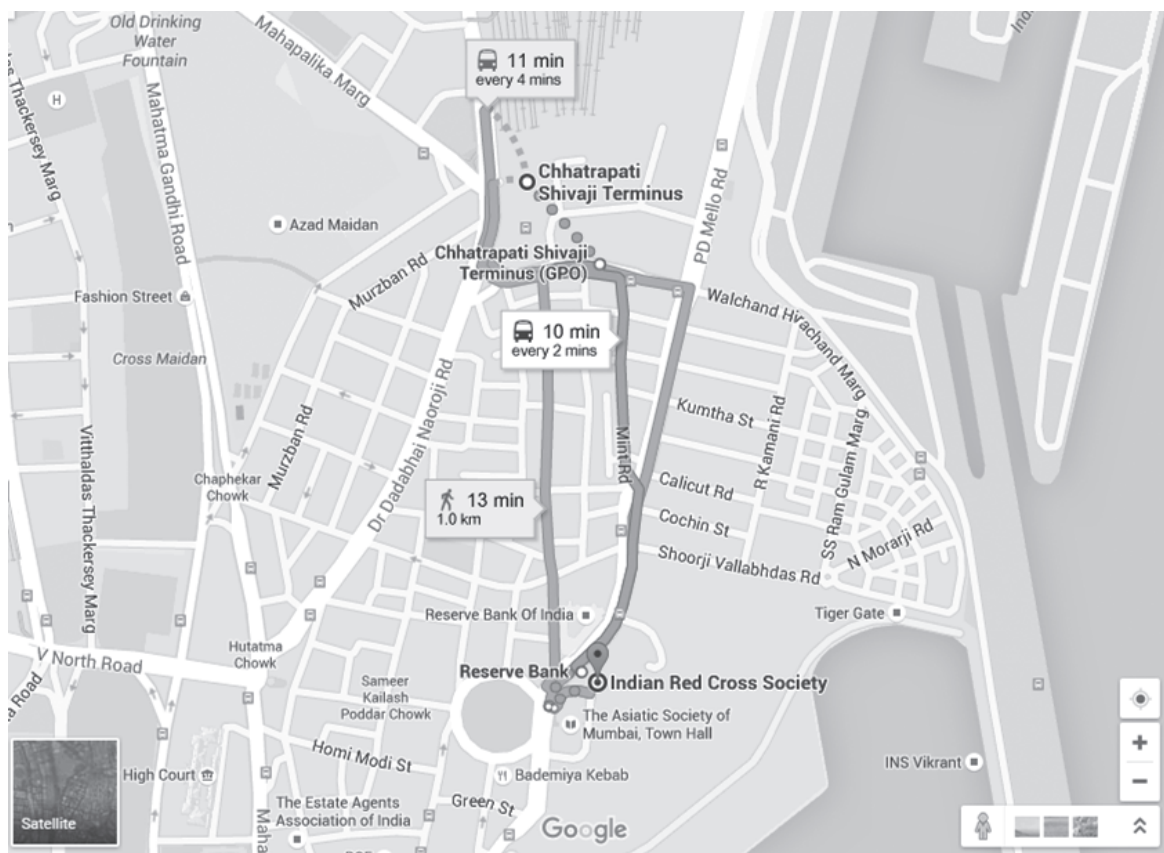 Old Drinking
Water
Fountain
Mahapalika Marg
11 min
every 4 mins
H
Thackersey Marg
Mahatma Gandhi Road
Chhatrapati
Shivaji Terminus
PD Mello Rd
Azad Maidan
Murzban Rd
Chhatrapati Shivaji
Terminus (GPO)
Fashion Street
Walchand Hirachand Marg
10 min
every 2 mins
Cross Maidan
Dr Dadabhai Naoroji Rd
Murzban Rd
Kumtha St
R Kamani Rd
SS Ram Gulam Marg
Mint Rd
Vitthaldas Thackersey Marg
Chaphekar
Chowk
Calicut Rd
13 min
1.0 km
Cochin St
N Morarji Rd
Shoorji Vallabhdas Rd
Reserve Bank Of India
Tiger Gate
Hutatma
Chowk
V North Road
Reserve Bank
Indian Red Cross Society
Sameer
Kailash
Poddar Chowk
The Asiatic Society of
Mumbai, Town Hall
Homi Modi St
High Court
Bademiya Kebab
INS Vikrant
The Estate Agents
Association of India
Green St
Maha
Satellite
Google
+
−